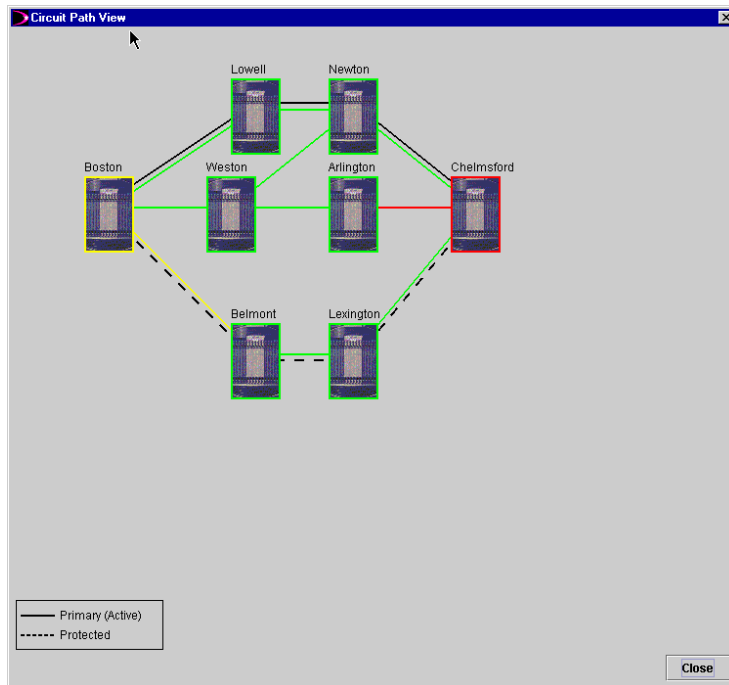 Circuit Path View
Lowell
Newton
Boston
Weston
Arlington
Chelmsford
Belmont
Lexington
Primary (Active)
Protected
Close